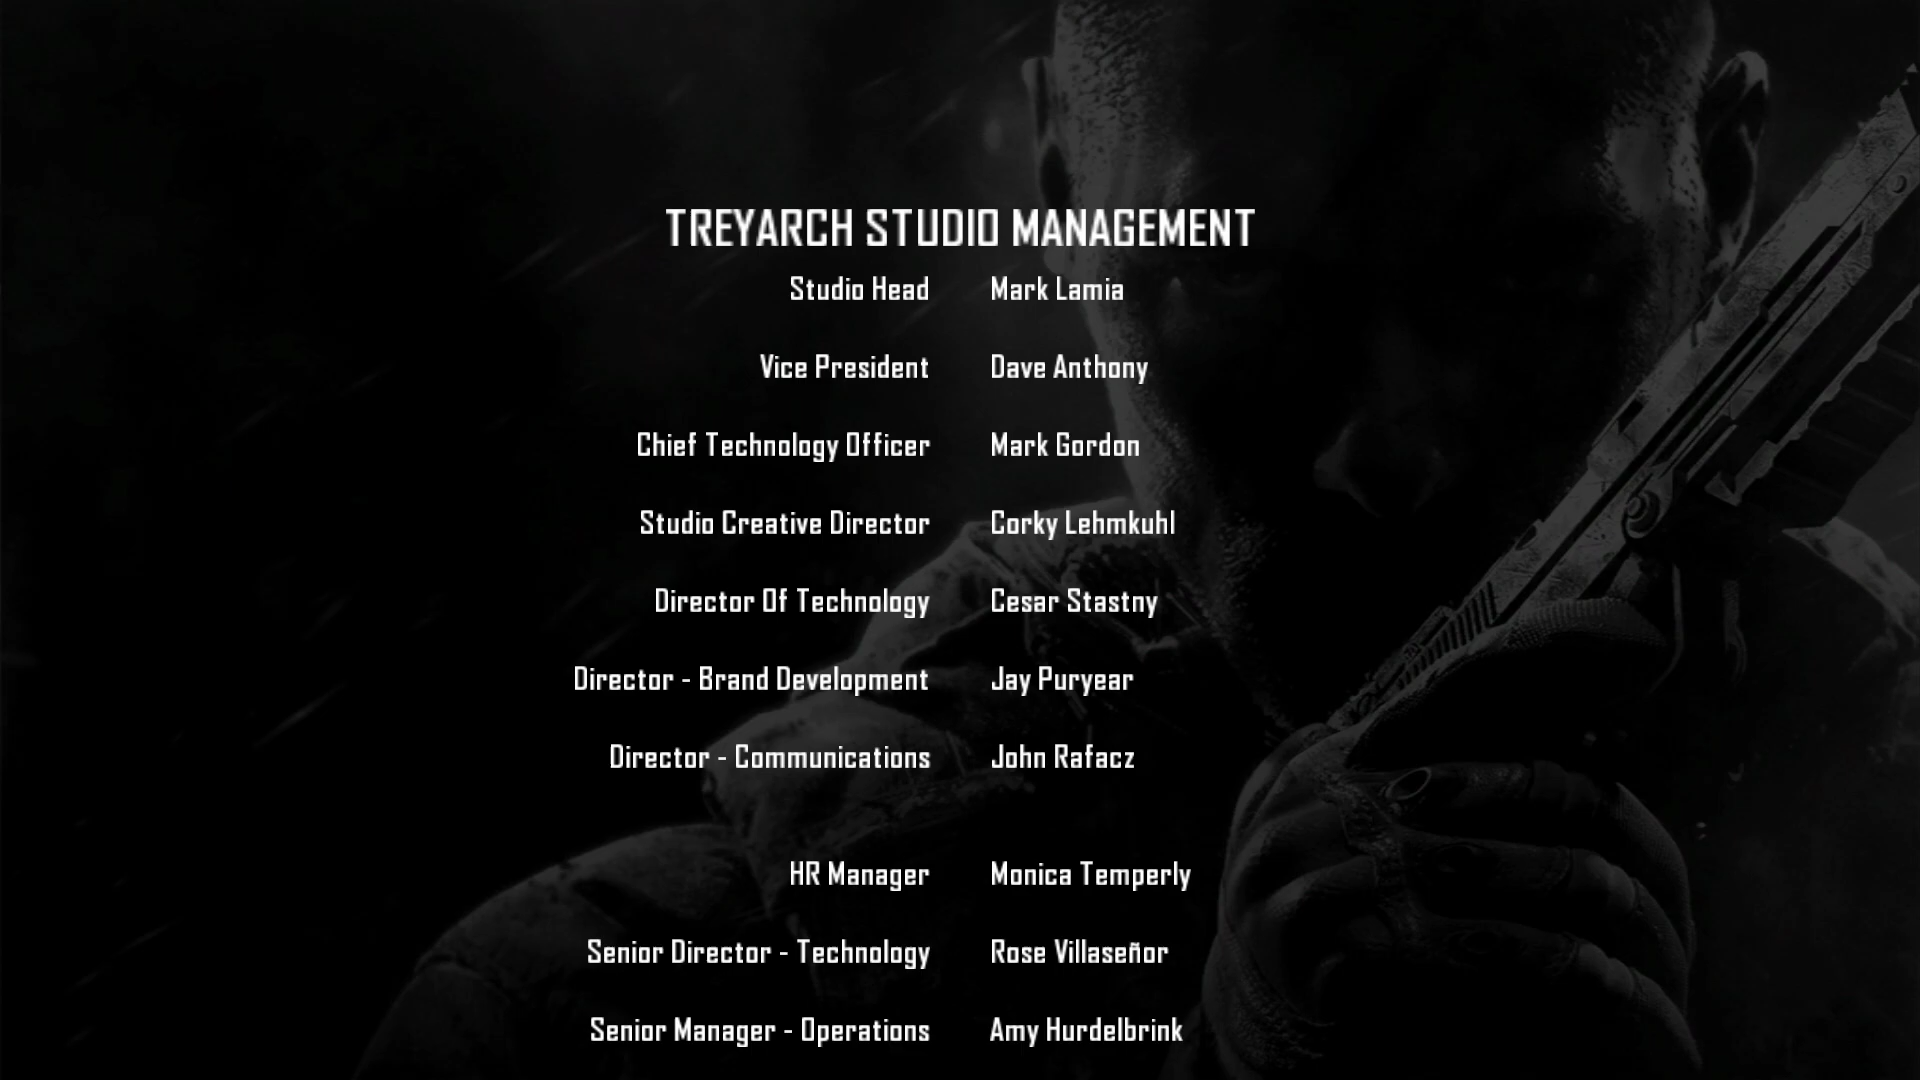 TREYARCH STUDIO MANAGEMENT
Studio Head Mark Lamia
Vice President Dave Anthony
Chief Technology Officer Mark Gordon
Studio Creative Director Corky Lehmkuhl
Director Of Technology Cesar Stastny
Director - Brand Development Jay Puryear
Director - Communications John Rafacz
HR Manager Monica Temperly
Senior Director - Technology Rose Villaseñor
Senior Manager - Operations Amy Hurdelbrink